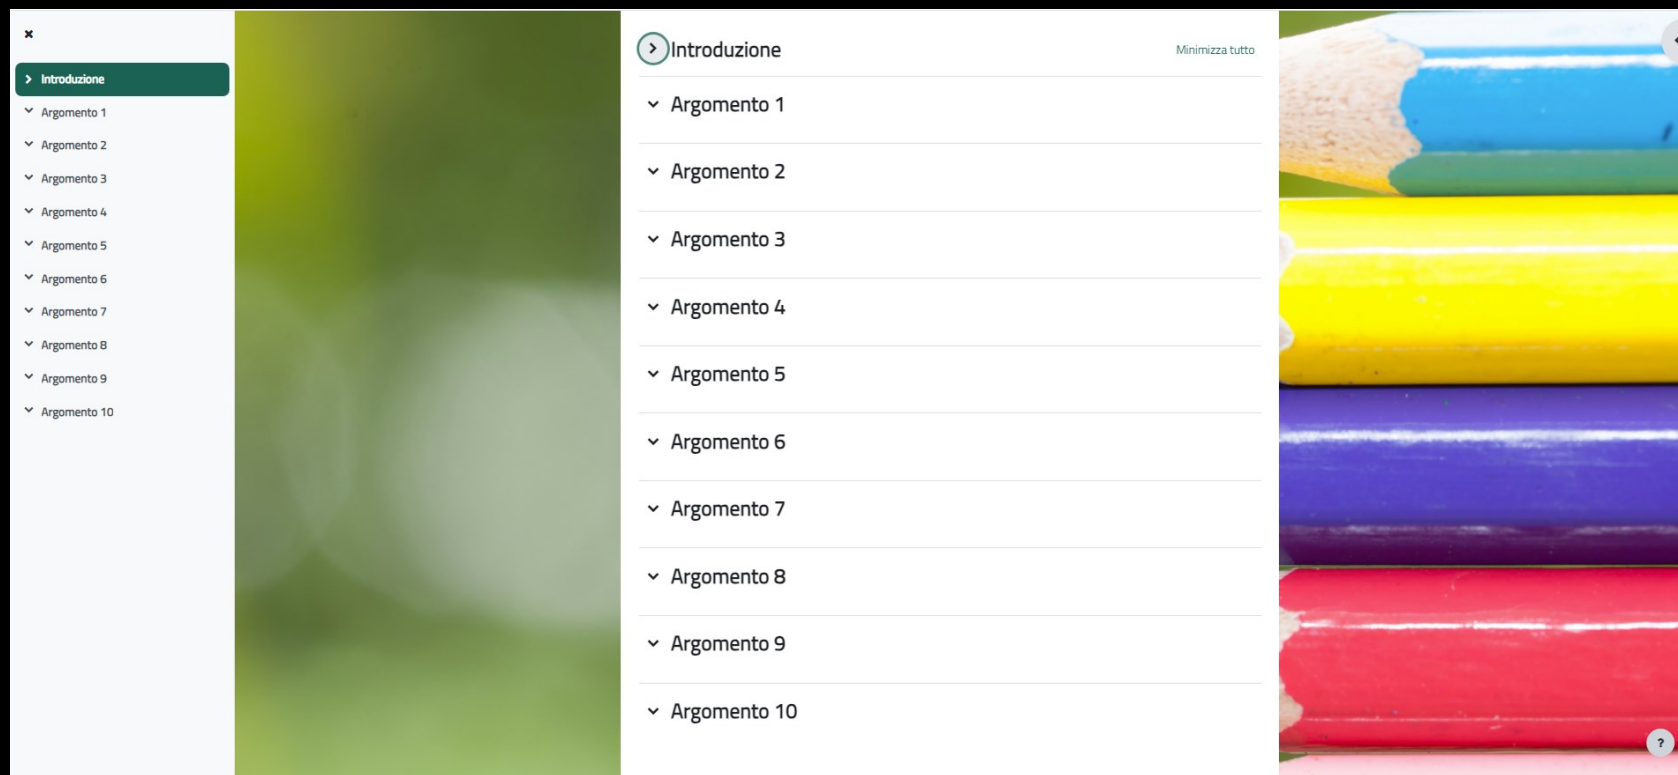 Introduzione
Argomento 1
Argomento 2
Argomento 3
Argomento 4
Argomento 5
Argomento 6
Argomento 7
Argomento 8
Argomento 9
Argomento 10
Introduzione
Minimizza tutto
Argomento 1
Argomento 2
Argomento 3
Argomento 4
Argomento 5
Argomento 6
Argomento 7
Argomento 8
Argomento 9
Argomento 10
?